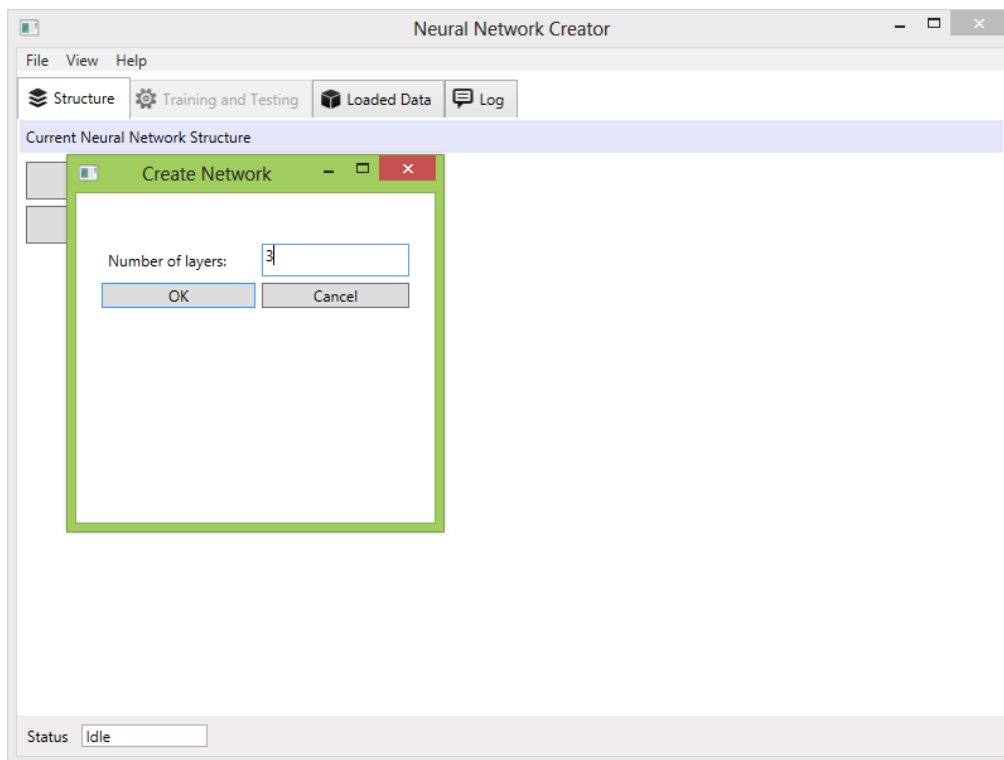 Neural Network Creator
File View Help
Structure Training and Testing Loaded Data Log
Current Neural Network Structure
Create Network
Number of layers: 3
OK Cancel
Status Idle